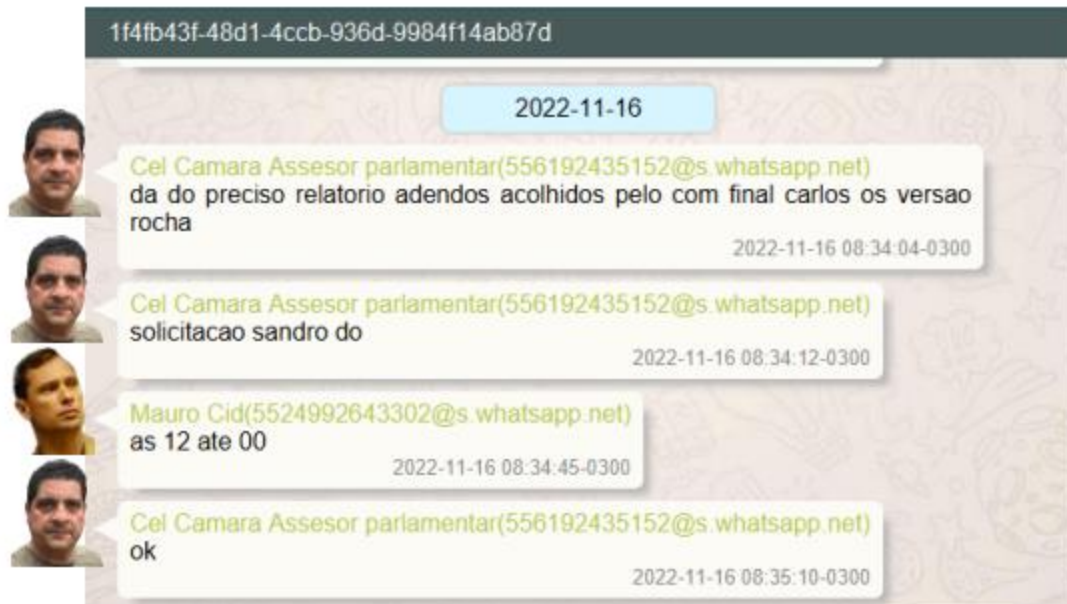 1f4fb43f-48d1-4ccb-936d-9984f14ab87d
2022-11-16
Cel Camara Assesor parlamentar(556192435152@s.whatsapp.net)
da do preciso relatorio adendos acolhidos pelo com final carlos os versao
rocha
2022-11-16 08:34:04-0300
Cel Camara Assesor parlamentar(556192435152@s.whatsapp.net)
solicitacao sandro do
2022-11-16 08:34:12-0300
Mauro Cid(5524992643302@s.whatsapp.net)
as 12 ate 00
2022-11-16 08:34:45-0300
Cel Camara Assesor parlamentar(556192435152@s.whatsapp.net)
ok
2022-11-16 08:35:10-0300